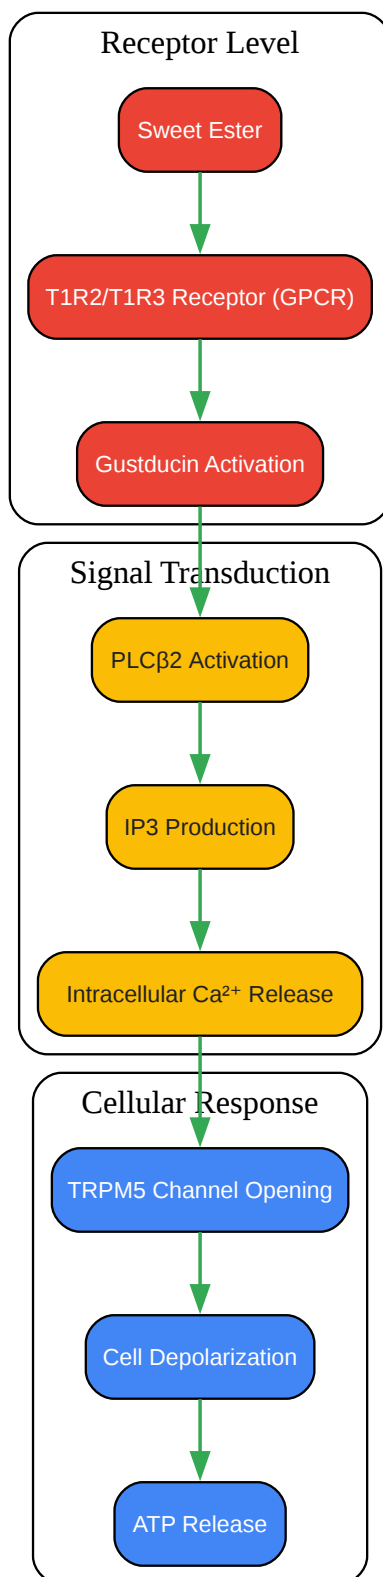 Receptor Level
Sweet Ester
T1R2/T1R3 Receptor (GPCR)
Gustducin Activation
Signal Transduction
PLCβ2 Activation
IP3 Production
Intracellular Ca²⁺ Release
Cellular Response
TRPM5 Channel Opening
Cell Depolarization
ATP Release